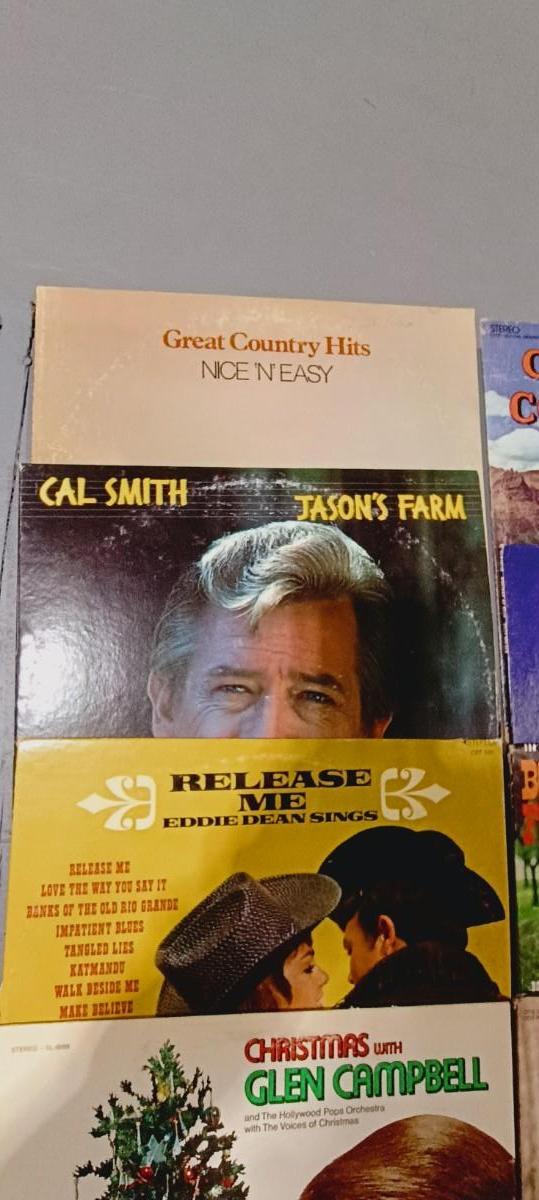 Great Country Hits
NICE 'N' EASY
STEREO
CAL SMITH
JASON'S FARM
RELEASE
ME
EDDIE DEAN SINGS
RELEASE ME
LOVE THE WAY YOU SAY IT
BANKS OF THE OLD RIO GRANDE
IMPATIENT BLUES
TANGLED LIES
KATMANDU
WALK BESIDE ME
MAKE BELIEVE
STEREO
CHRISTMAS WITH
GLEN CAMPBELL
and The Hollywood Pops Orchestra
with The Voices of Christmas